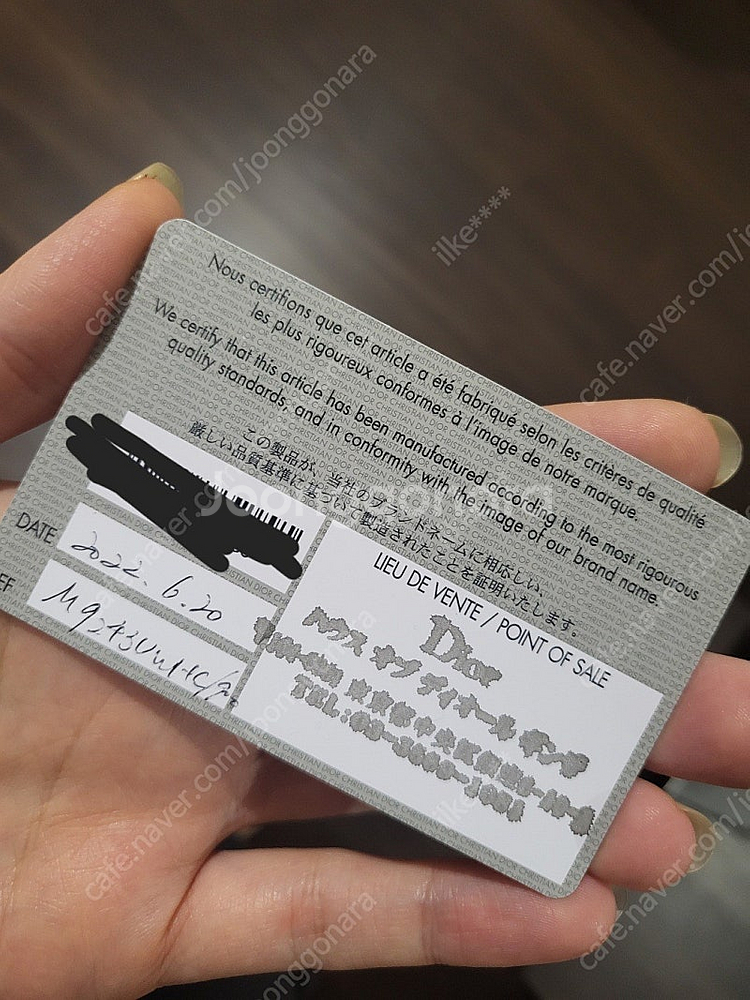 Nous certifions que cet article a été fabriqué selon les critères de qualité
les plus rigoureux conformes à l'image de notre marque.
We certify that this article has been manufactured according to the most rigourous
quality standards, and in conformity with the image of our brand name.
この製品が、当社のブランドネームに相応しい、
厳しい品質基準に基づいて製造されたことを証明いたします。
DATE
2022. 6.20
EF
LIEU DE VENTE / POINT OF SALE
Dior
ハウス オブ ディオール ギンザ
東京都中央区銀座
TEL:03-
joonggonara
ilke****
cafe.naver.com/joonggonara